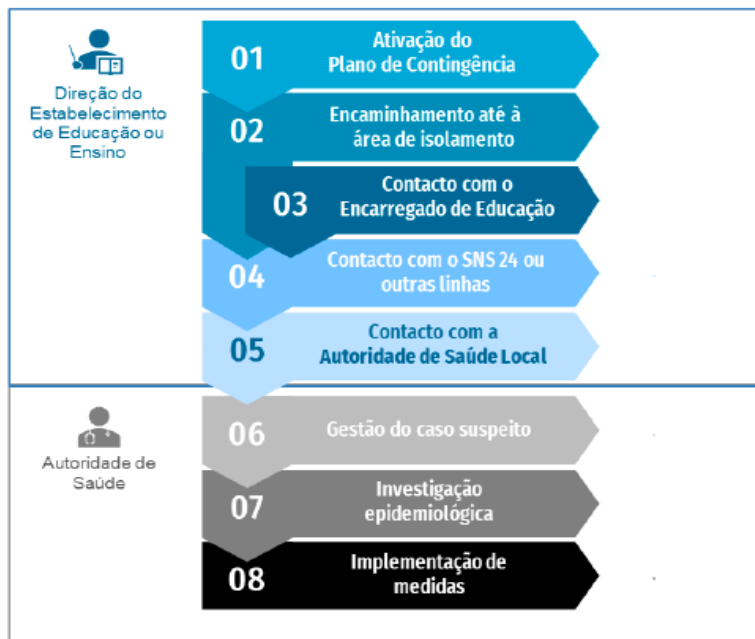 Direção do
Estabelecimento
de Educação ou
Ensino
01
Ativação do
Plano de Contingência
02
Encaminhamento até à
área de isolamento
03
Contacto com o
Encarregado de Educação
04
Contacto com o SNS 24 ou
outras linhas
05
Contacto com a
Autoridade de Saúde Local
Autoridade de
Saúde
06
Gestão do caso suspeito
07
Investigação
epidemiológica
08
Implementação de
medidas